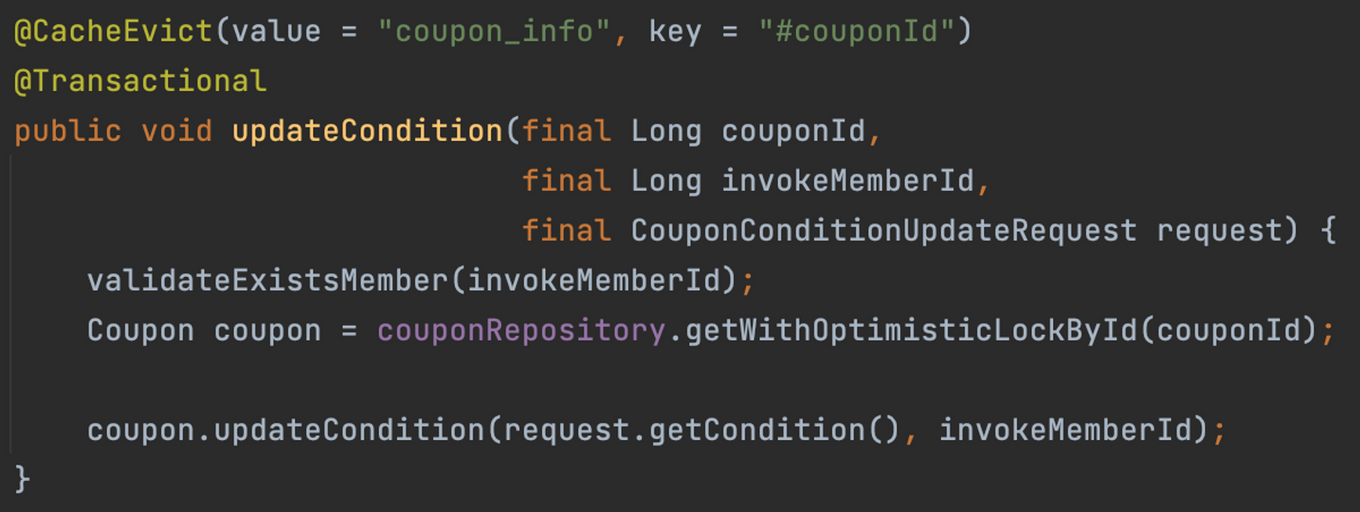 @CacheEvict(value = "coupon_info", key = "#couponId")
@Transactional
public void updateCondition(final Long couponId,
                            final Long invokeMemberId,
                            final CouponConditionUpdateRequest request) {
    validateExistsMember(invokeMemberId);
    Coupon coupon = couponRepository.getWithOptimisticLockById(couponId);

    coupon.updateCondition(request.getCondition(), invokeMemberId);
}